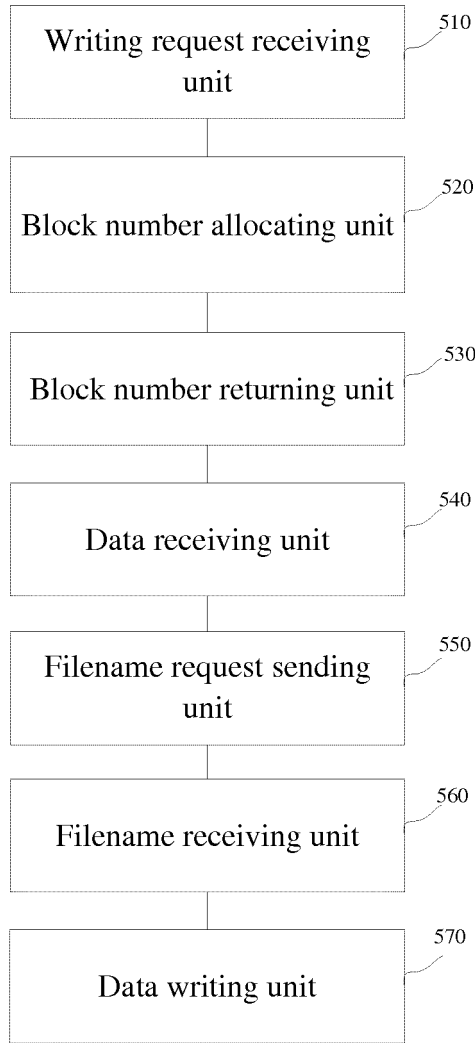 510
Writing request receiving
unit
520
Block number allocating unit
530
Block number returning unit
540
Data receiving unit
550
Filename request sending
unit
560
Filename receiving unit
570
Data writing unit